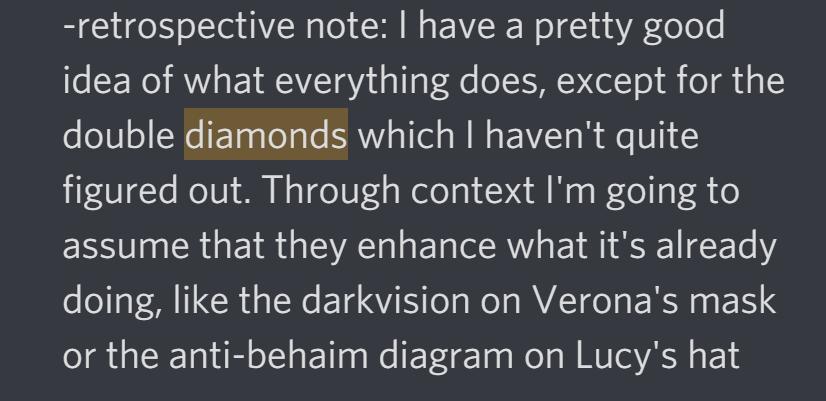 -retrospective note: I have a pretty good
idea of what everything does, except for the
double diamonds which I haven't quite
figured out. Through context I'm going to
assume that they enhance what it's already
doing, like the darkvision on Verona's mask
or the anti-behaim diagram on Lucy's hat